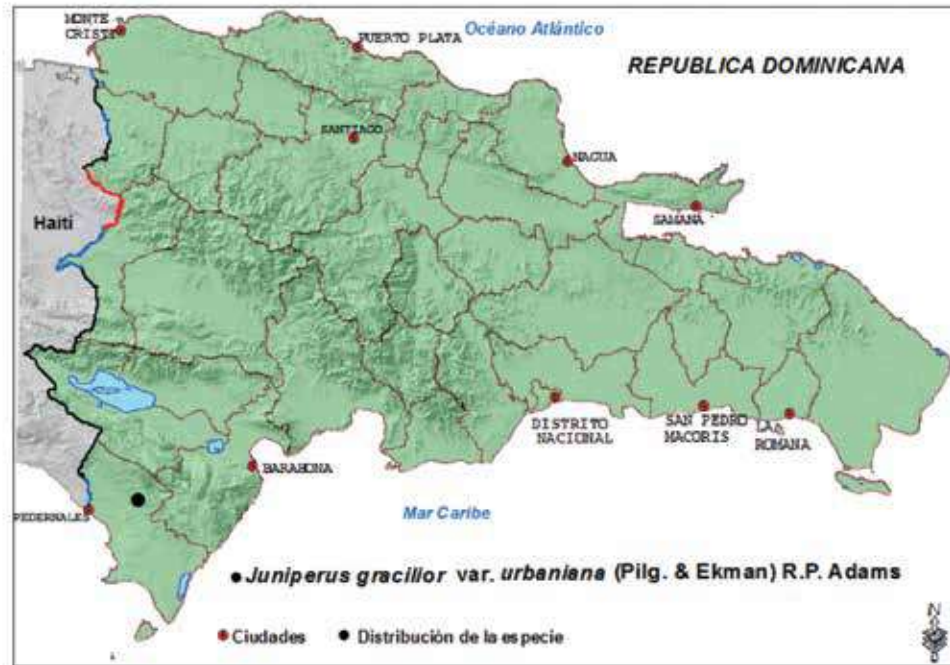 MONTE
CRISTI
PUERTO PLATA
Océano Atlántico
REPUBLICA DOMINICANA
SANTIAGO
NAGUA
SAMANA
Haití
DISTRITO
NACIONAL
SAN PEDRO
MACORIS
LA
ROMANA
BARAHONA
PEDERNALES
Mar Caribe
Juniperus gracilior var. urbaniana (Pilg. & Ekman) R.P. Adams
Ciudades
Distribución de la especie
N